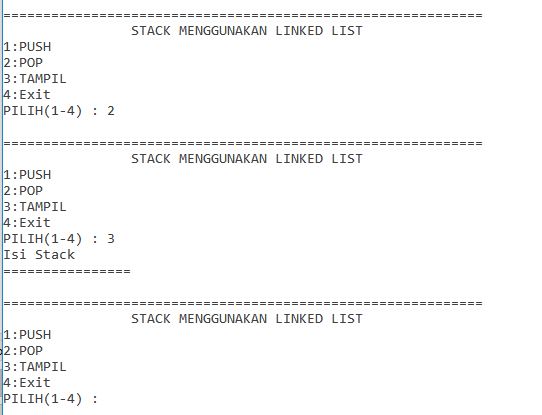 ============================================================
STACK MENGGUNAKAN LINKED LIST
1:PUSH
2:POP
3:TAMPIL
4:Exit
PILIH(1-4) : 2
============================================================
STACK MENGGUNAKAN LINKED LIST
1:PUSH
2:POP
3:TAMPIL
4:Exit
PILIH(1-4) : 3
Isi Stack
================
============================================================
STACK MENGGUNAKAN LINKED LIST
1:PUSH
2:POP
3:TAMPIL
4:Exit
PILIH(1-4) :